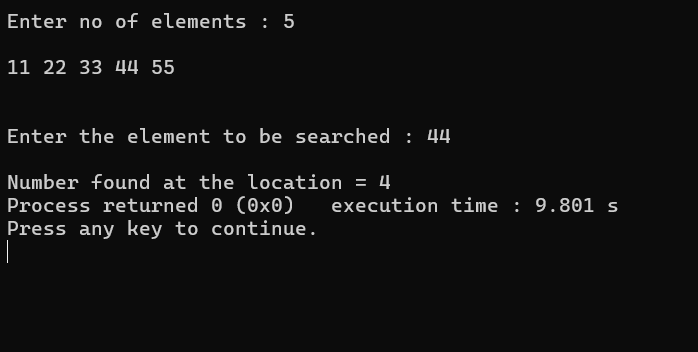 Enter no of elements : 5
11 22 33 44 55
Enter the element to be searched : 44
Number found at the location = 4
Process returned 0 (0x0)   execution time : 9.801 s
Press any key to continue.